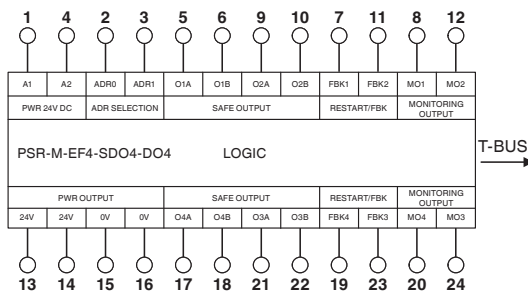 1 4 2 3 5 6 9 10 7 11 8 12
A1 A2 ADR0 ADR1 O1A O1B O2A O2B FBK1 FBK2 MO1 MO2
PWR 24V DC ADR SELECTION SAFE OUTPUT RESTART/FBK MONITORING OUTPUT
PSR-M-EF4-SDO4-DO4 LOGIC T-BUS
PWR OUTPUT SAFE OUTPUT RESTART/FBK MONITORING OUTPUT
24V 24V 0V 0V O4A O4B O3A O3B FBK4 FBK3 MO4 MO3
13 14 15 16 17 18 21 22 19 23 20 24